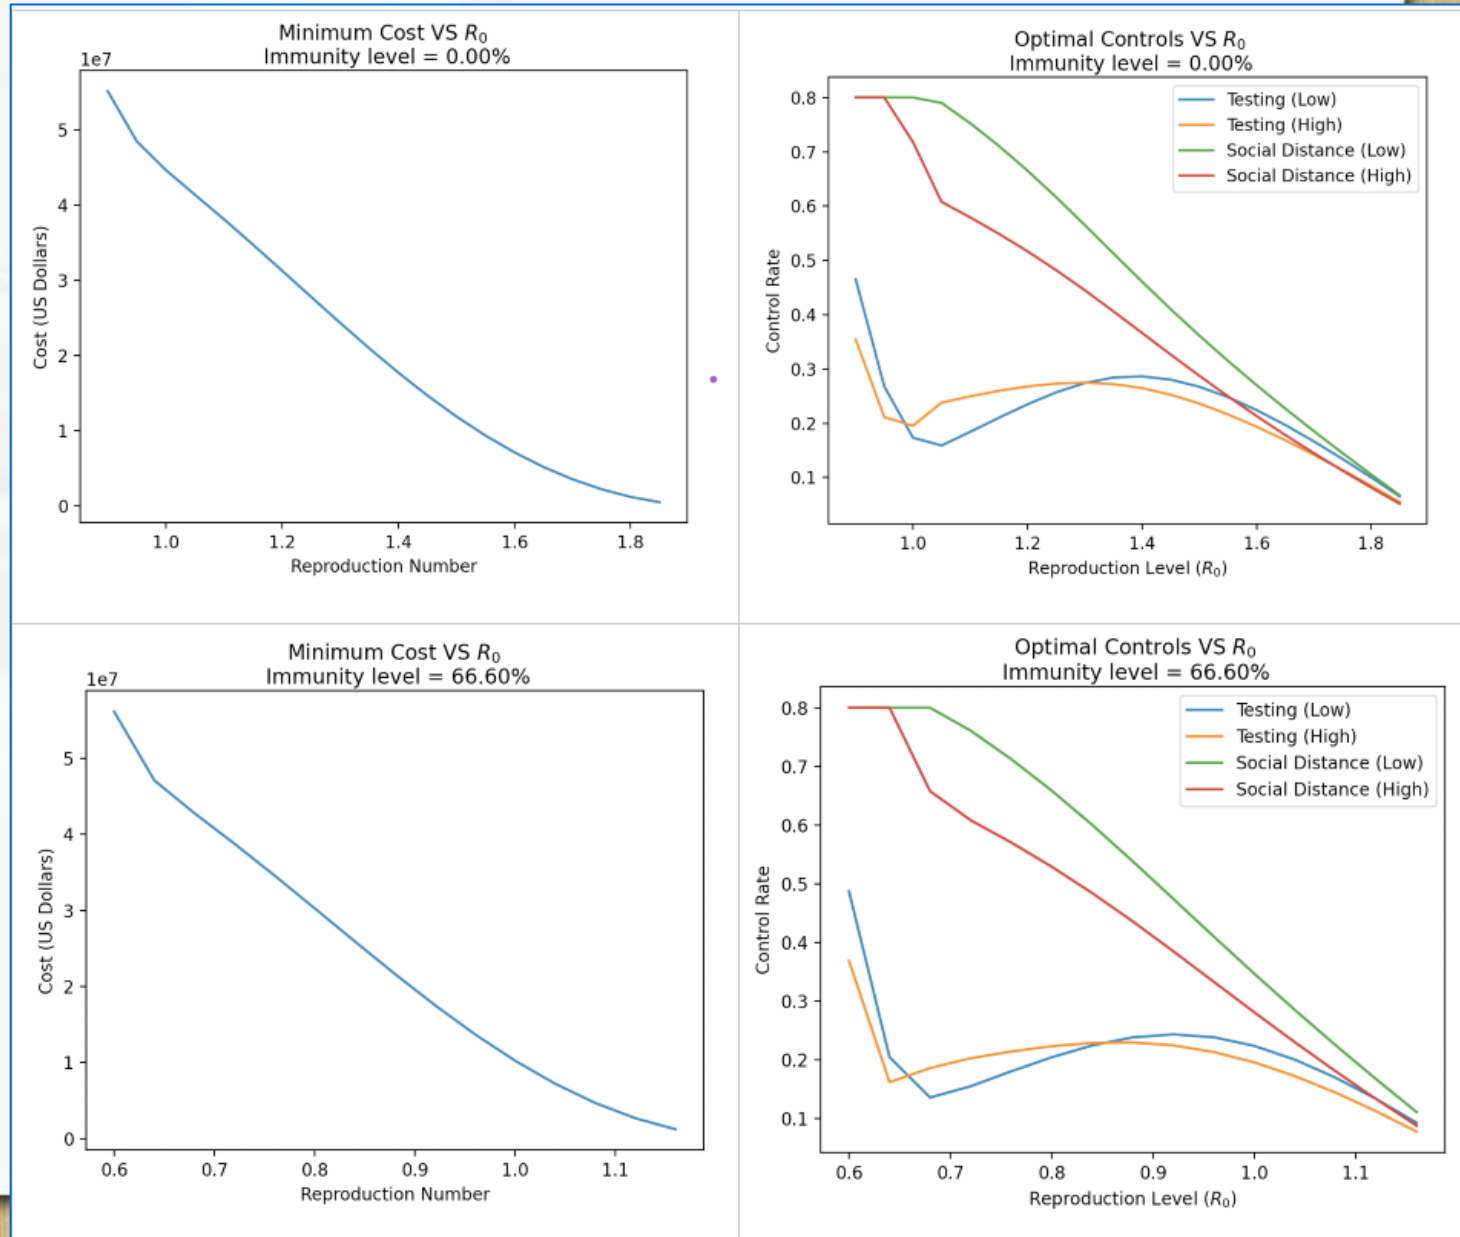 Minimum Cost VS R₀
Immunity level = 0.00%
1e7
5
4
3
2
1
0
Cost (US Dollars)
1.0 1.2 1.4 1.6 1.8
Reproduction Number
Optimal Controls VS R₀
Immunity level = 0.00%
0.8
0.7
0.6
0.5
0.4
0.3
0.2
0.1
Control Rate
Testing (Low)
Testing (High)
Social Distance (Low)
Social Distance (High)
1.0 1.2 1.4 1.6 1.8
Reproduction Level (R₀)
Minimum Cost VS R₀
Immunity level = 66.60%
1e7
5
4
3
2
1
0
Cost (US Dollars)
0.6 0.7 0.8 0.9 1.0 1.1
Reproduction Number
Optimal Controls VS R₀
Immunity level = 66.60%
0.8
0.7
0.6
0.5
0.4
0.3
0.2
0.1
Control Rate
Testing (Low)
Testing (High)
Social Distance (Low)
Social Distance (High)
0.6 0.7 0.8 0.9 1.0 1.1
Reproduction Level (R₀)